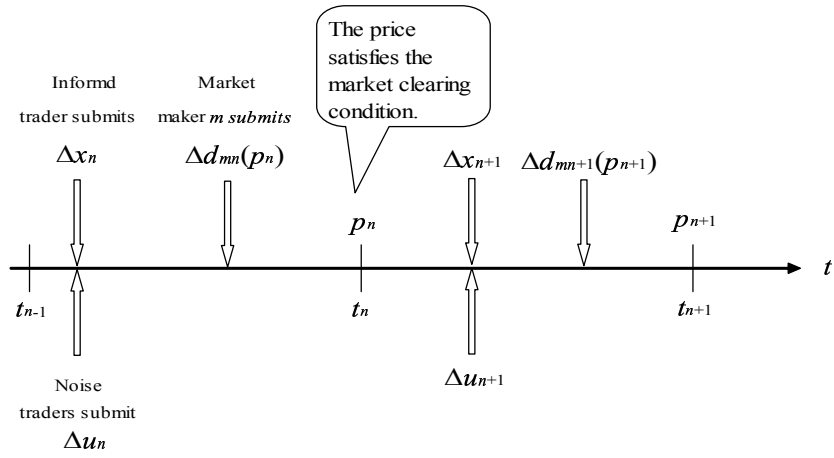 The price
satisfies the
market clearing
condition.
Informd
trader submits
Δxn
Market
maker m submits
Δdmn(pn)
Δxn+1
Δdmn+1(pn+1)
pn
pn+1
t
tn-1
tn
tn+1
Noise
traders submit
Δun
Δun+1